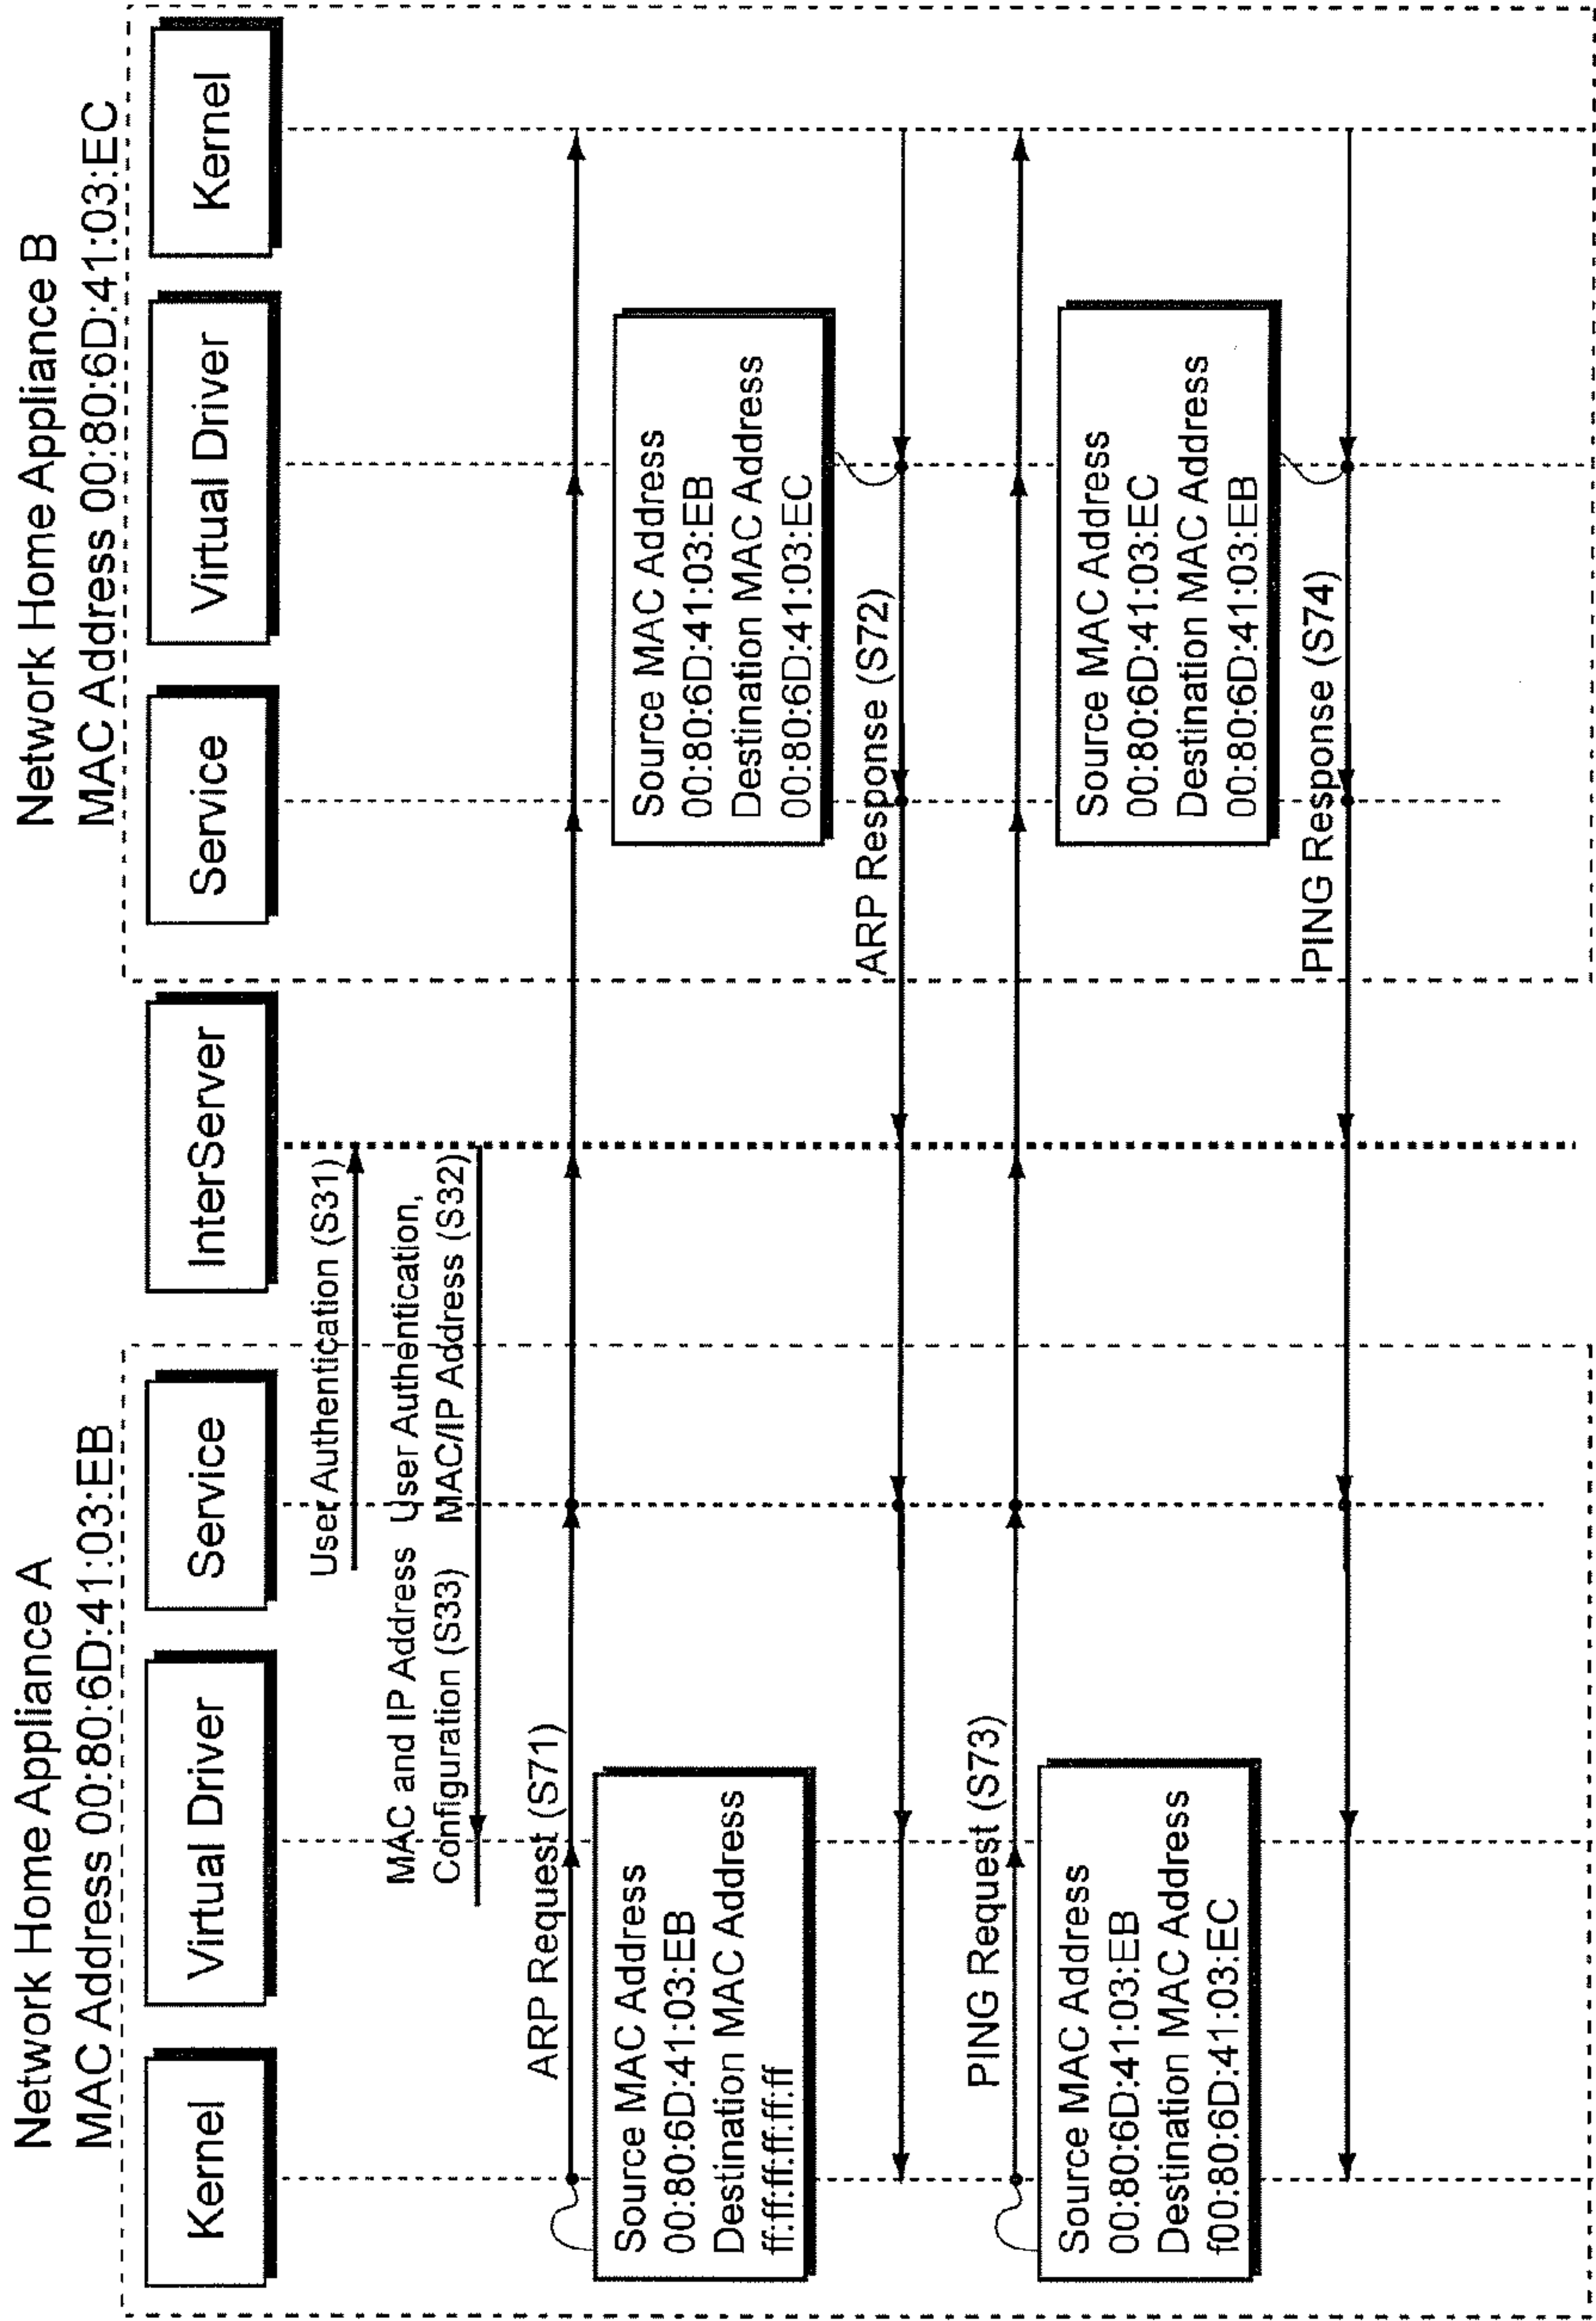 Network Home Appliance A
MAC Address 00:80:6D:41:03:EB
Network Home Appliance B
MAC Address 00:80:6D:41:03:EC
Kernel
Virtual Driver
Service
InterServer
Service
Virtual Driver
Kernel
User Authentication (S31)
User Authentication,
MAC/IP Address (S32)
MAC and IP Address
Configuration (S33)
ARP Request (S71)
Source MAC Address
00:80:6D:41:03:EB
Destination MAC Address
ff:ff:ff:ff:ff:ff
Source MAC Address
00:80:6D:41:03:EB
Destination MAC Address
00:80:6D:41:03:EC
ARP Response (S72)
PING Request (S73)
Source MAC Address
00:80:6D:41:03:EB
Destination MAC Address
f00:80:6D:41:03:EC
Source MAC Address
00:80:6D:41:03:EC
Destination MAC Address
00:80:6D:41:03:EB
PING Response (S74)